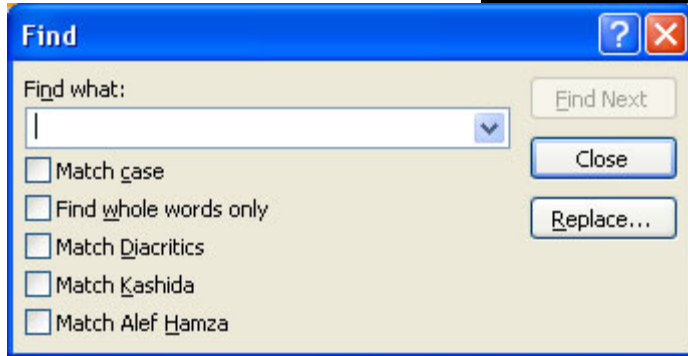 Find
Find what:
Find Next
Close
Match case
Find whole words only
Replace...
Match Diacritics
Match Kashida
Match Alef Hamza